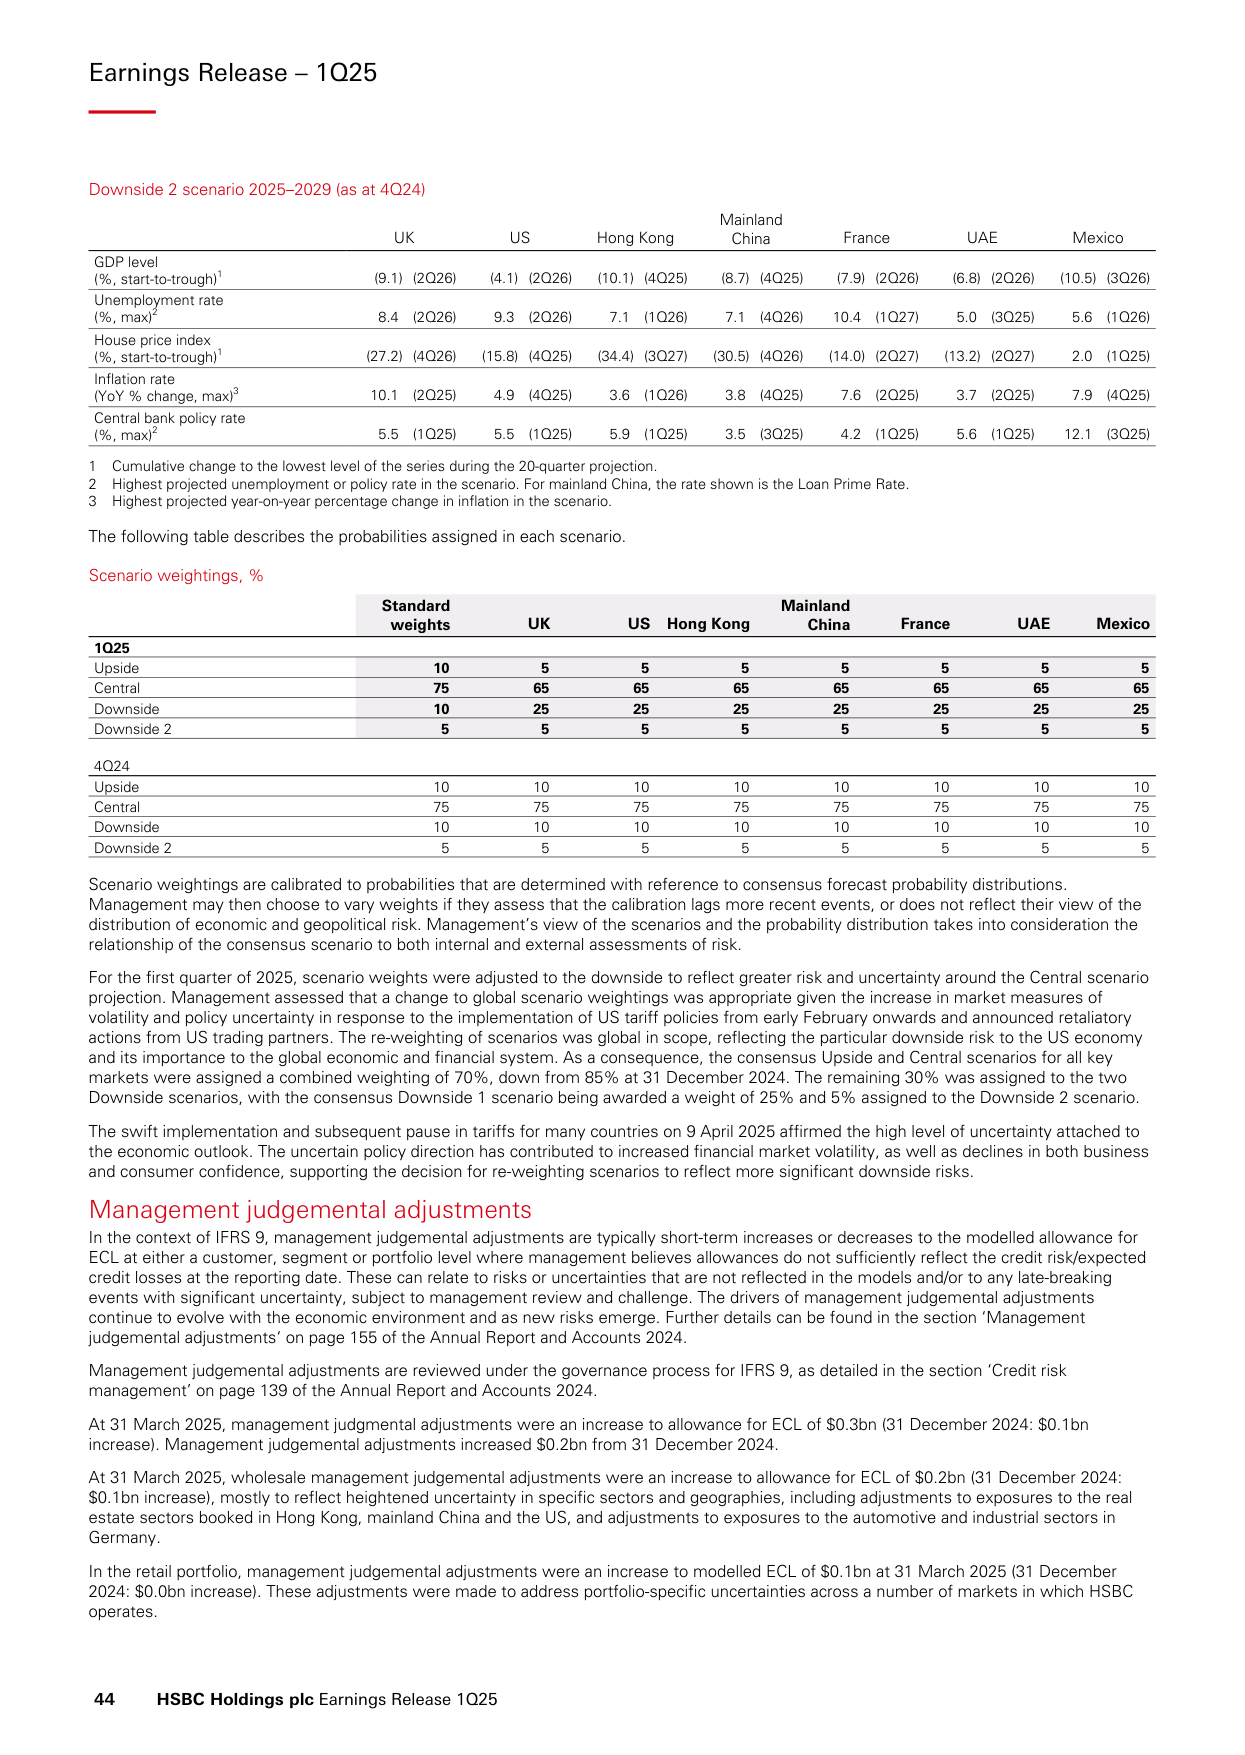 Earnings Release – 1Q25
Downside 2 scenario 2025–2029 (as at 4Q24)
UK US Hong Kong Mainland China France UAE Mexico
GDP level
(%, start-to-trough)1 (9.1) (2Q26) (4.1) (2Q26) (10.1) (4Q25) (8.7) (4Q25) (7.9) (2Q26) (6.8) (2Q26) (10.5) (3Q26)
Unemployment rate
(%, max)2 8.4 (2Q26) 9.3 (2Q26) 7.1 (1Q26) 7.1 (4Q26) 10.4 (1Q27) 5.0 (3Q25) 5.6 (1Q26)
House price index
(%, start-to-trough)1 (27.2) (4Q26) (15.8) (4Q25) (34.4) (3Q27) (30.5) (4Q26) (14.0) (2Q27) (13.2) (2Q27) 2.0 (1Q25)
Inflation rate
(YoY % change, max)3 10.1 (2Q25) 4.9 (4Q25) 3.6 (1Q26) 3.8 (4Q25) 7.6 (2Q25) 3.7 (2Q25) 7.9 (4Q25)
Central bank policy rate
(%, max)2 5.5 (1Q25) 5.5 (1Q25) 5.9 (1Q25) 3.5 (3Q25) 4.2 (1Q25) 5.6 (1Q25) 12.1 (3Q25)
1 Cumulative change to the lowest level of the series during the 20-quarter projection.
2 Highest projected unemployment or policy rate in the scenario. For mainland China, the rate shown is the Loan Prime Rate.
3 Highest projected year-on-year percentage change in inflation in the scenario.
The following table describes the probabilities assigned in each scenario.
Scenario weightings, %
Standard weights UK US Hong Kong Mainland China France UAE Mexico
1Q25
Upside 10 5 5 5 5 5 5 5
Central 75 65 65 65 65 65 65 65
Downside 10 25 25 25 25 25 25 25
Downside 2 5 5 5 5 5 5 5 5
4Q24
Upside 10 10 10 10 10 10 10 10
Central 75 75 75 75 75 75 75 75
Downside 10 10 10 10 10 10 10 10
Downside 2 5 5 5 5 5 5 5 5
Scenario weightings are calibrated to probabilities that are determined with reference to consensus forecast probability distributions.
Management may then choose to vary weights if they assess that the calibration lags more recent events, or does not reflect their view of the
distribution of economic and geopolitical risk. Management's view of the scenarios and the probability distribution takes into consideration the
relationship of the consensus scenario to both internal and external assessments of risk.
For the first quarter of 2025, scenario weights were adjusted to the downside to reflect greater risk and uncertainty around the Central scenario
projection. Management assessed that a change to global scenario weightings was appropriate given the increase in market measures of
volatility and policy uncertainty in response to the implementation of US tariff policies from early February onwards and announced retaliatory
actions from US trading partners. The re-weighting of scenarios was global in scope, reflecting the particular downside risk to the US economy
and its importance to the global economic and financial system. As a consequence, the consensus Upside and Central scenarios for all key
markets were assigned a combined weighting of 70%, down from 85% at 31 December 2024. The remaining 30% was assigned to the two
Downside scenarios, with the consensus Downside 1 scenario being awarded a weight of 25% and 5% assigned to the Downside 2 scenario.
The swift implementation and subsequent pause in tariffs for many countries on 9 April 2025 affirmed the high level of uncertainty attached to
the economic outlook. The uncertain policy direction has contributed to increased financial market volatility, as well as declines in both business
and consumer confidence, supporting the decision for re-weighting scenarios to reflect more significant downside risks.
Management judgemental adjustments
In the context of IFRS 9, management judgemental adjustments are typically short-term increases or decreases to the modelled allowance for
ECL at either a customer, segment or portfolio level where management believes allowances do not sufficiently reflect the credit risk/expected
credit losses at the reporting date. These can relate to risks or uncertainties that are not reflected in the models and/or to any late-breaking
events with significant uncertainty, subject to management review and challenge. The drivers of management judgemental adjustments
continue to evolve with the economic environment and as new risks emerge. Further details can be found in the section 'Management
judgemental adjustments' on page 155 of the Annual Report and Accounts 2024.
Management judgemental adjustments are reviewed under the governance process for IFRS 9, as detailed in the section 'Credit risk
management' on page 139 of the Annual Report and Accounts 2024.
At 31 March 2025, management judgmental adjustments were an increase to allowance for ECL of $0.3bn (31 December 2024: $0.1bn
increase). Management judgemental adjustments increased $0.2bn from 31 December 2024.
At 31 March 2025, wholesale management judgemental adjustments were an increase to allowance for ECL of $0.2bn (31 December 2024:
$0.1bn increase), mostly to reflect heightened uncertainty in specific sectors and geographies, including adjustments to exposures to the real
estate sectors booked in Hong Kong, mainland China and the US, and adjustments to exposures to the automotive and industrial sectors in
Germany.
In the retail portfolio, management judgemental adjustments were an increase to modelled ECL of $0.1bn at 31 March 2025 (31 December
2024: $0.0bn increase). These adjustments were made to address portfolio-specific uncertainties across a number of markets in which HSBC
operates.
44 HSBC Holdings plc Earnings Release 1Q25